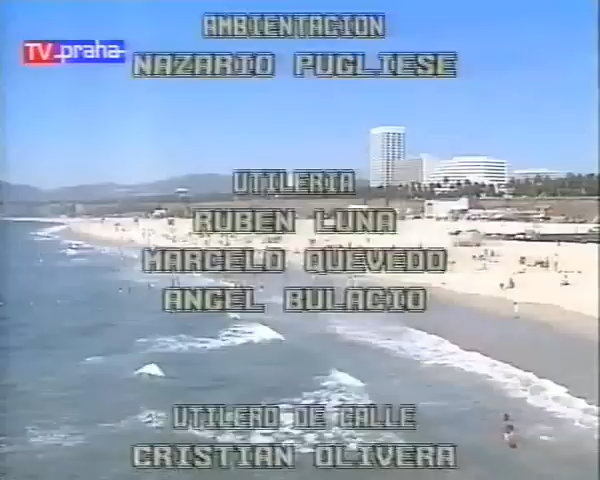 AMBIENTACION
TV praha
NAZARIO PUGLIESE
UTILERIA
RUBEN LUNA
MARCELO QUEVEDO
ANGEL BULACIO
UTILERO DE CALLE
CRISTIAN OLIVERA